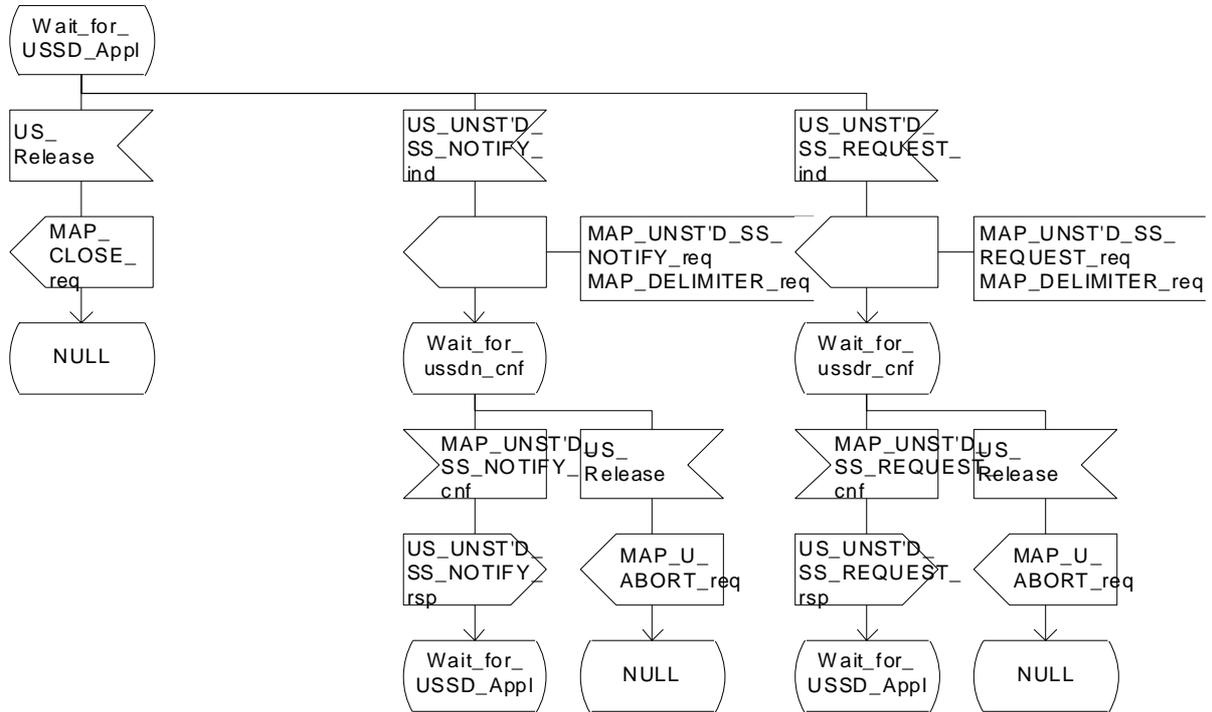 Wait_for_
USSD_Appl
US_
Release
US_UNST'D_
SS_NOTIFY_
ind
US_UNST'D_
SS_REQUEST_
ind
MAP_
CLOSE_
req
MAP_UNST'D_SS_
NOTIFY_req
MAP_DELIMITER_req
MAP_UNST'D_SS_
REQUEST_req
MAP_DELIMITER_req
NULL
Wait_for_
ussdn_cnf
Wait_for_
ussdr_cnf
MAP_UNST'D_
SS_NOTIFY_
cnf
US_
Release
MAP_UNST'D_
SS_REQUEST_
cnf
US_
Release
US_UNST'D_
SS_NOTIFY_
rsp
MAP_U_
ABORT_req
US_UNST'D_
SS_REQUEST_
rsp
MAP_U_
ABORT_req
Wait_for_
USSD_Appl
NULL
Wait_for_
USSD_Appl
NULL